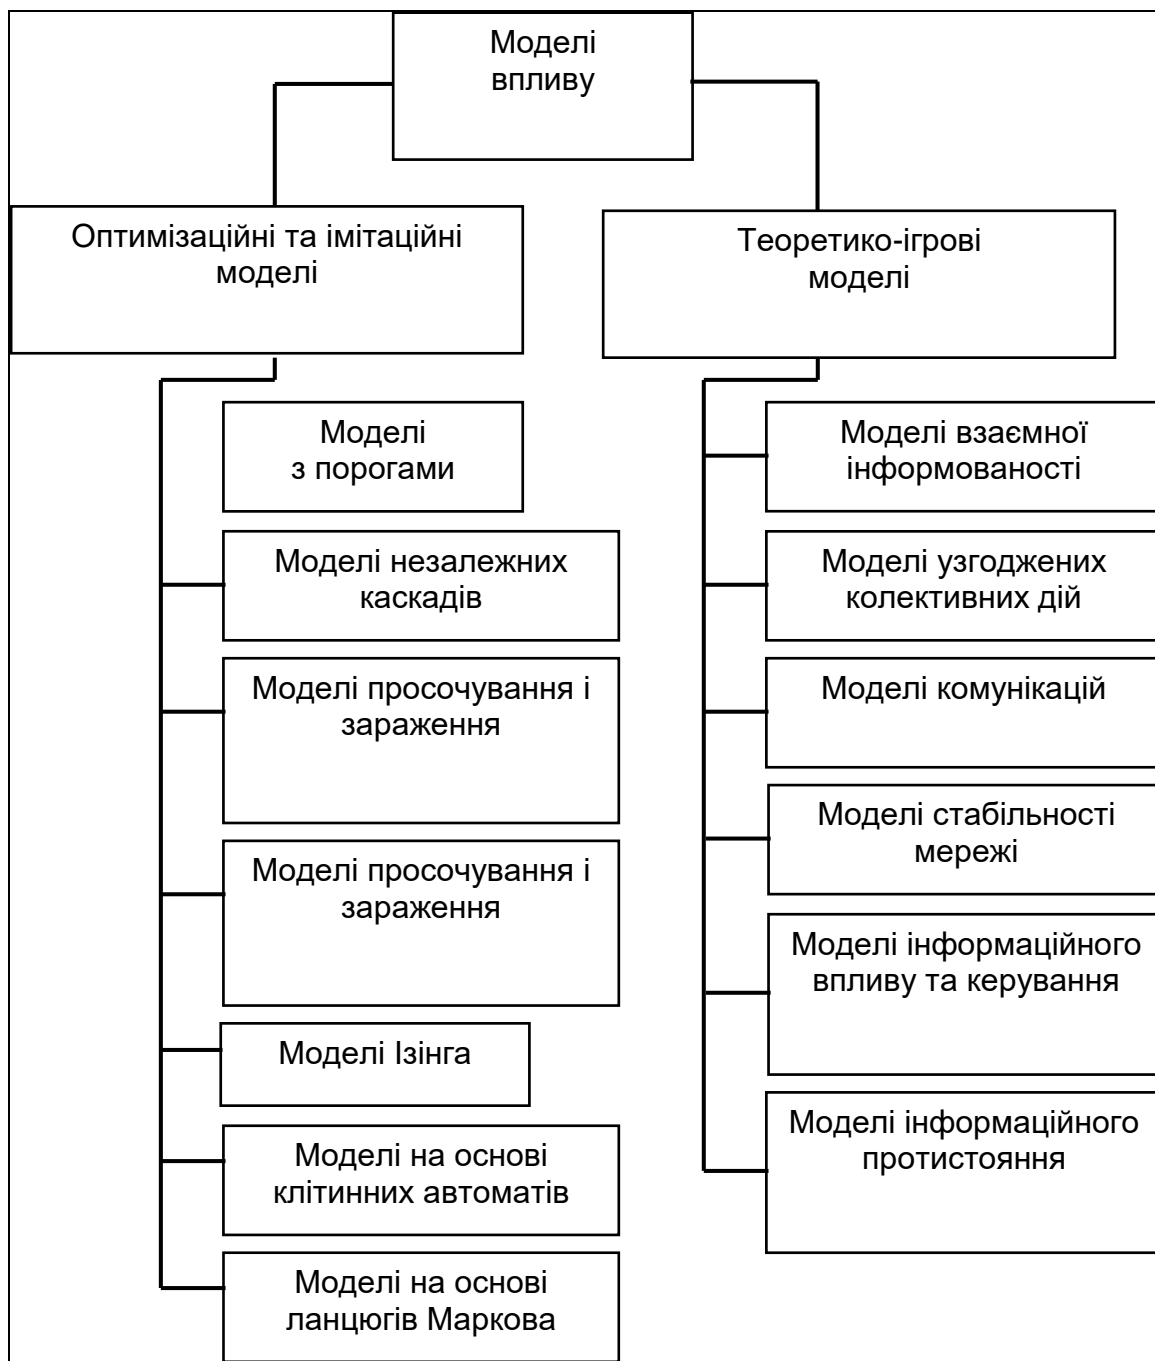 Моделі
впливу
Оптимізаційні та імітаційні
моделі
Теоретико-ігрові
моделі
Моделі
з порогами
Моделі незалежних
каскадів
Моделі просочування і
зараження
Моделі просочування і
зараження
Моделі Ізінга
Моделі на основі
клітинних автоматів
Моделі на основі
ланцюгів Маркова
Моделі взаємної
інформованості
Моделі узгоджених
колективних дій
Моделі комунікацій
Моделі стабільності
мережі
Моделі інформаційного
впливу та керування
Моделі інформаційного
протистояння